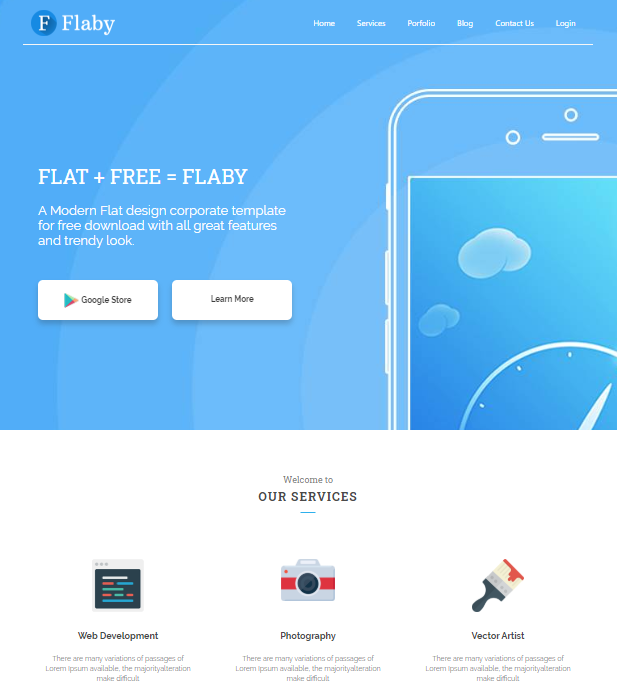 F Flaby
Home Services Porfolio Blog Contact Us Login
FLAT + FREE = FLABY
A Modern Flat design corporate template
for free download with all great features
and trendy look.
Google Store
Learn More
Welcome to
OUR SERVICES
Web Development
There are many variations of passages of
Lorem Ipsum available, the majorityalteration
make difficult
Photography
There are many variations of passages of
Lorem Ipsum available, the majorityalteration
make difficult
Vector Artist
There are many variations of passages of
Lorem Ipsum available, the majorityalteration
make difficult